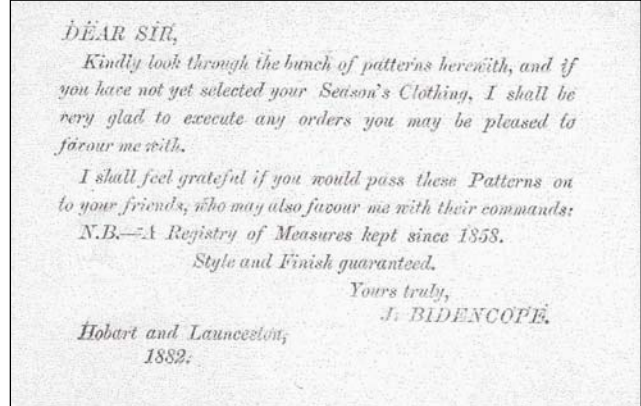 DEAR SIR,
Kindly look through the bunch of patterns herewith, and if
you have not yet selected your Season's Clothing, I shall be
very glad to execute any orders you may be pleased to
favour me with.
I shall feel grateful if you would pass these Patterns on
to your friends, who may also favour me with their commands:
N.B.—A Registry of Measures kept since 1858.
Style and Finish guaranteed.
Yours truly,
J. BIDENCOPE.
Hobart and Launceston,
1882.